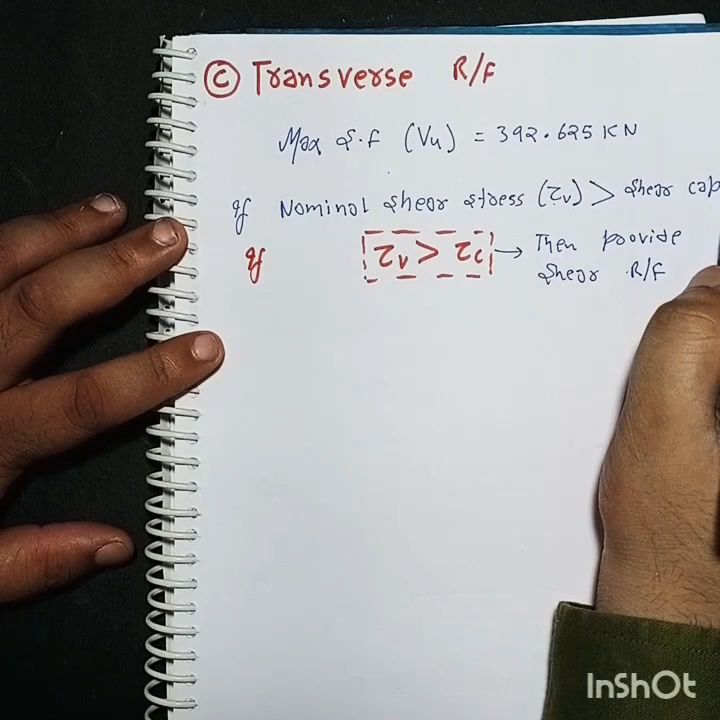 Ⓒ Transverse R/F
Max S.F (Vu) = 392.625 KN
If Nominal Shear Stress (τv) > Shear cap
If τv > τc → Then Provide
Shear R/F
InShOt